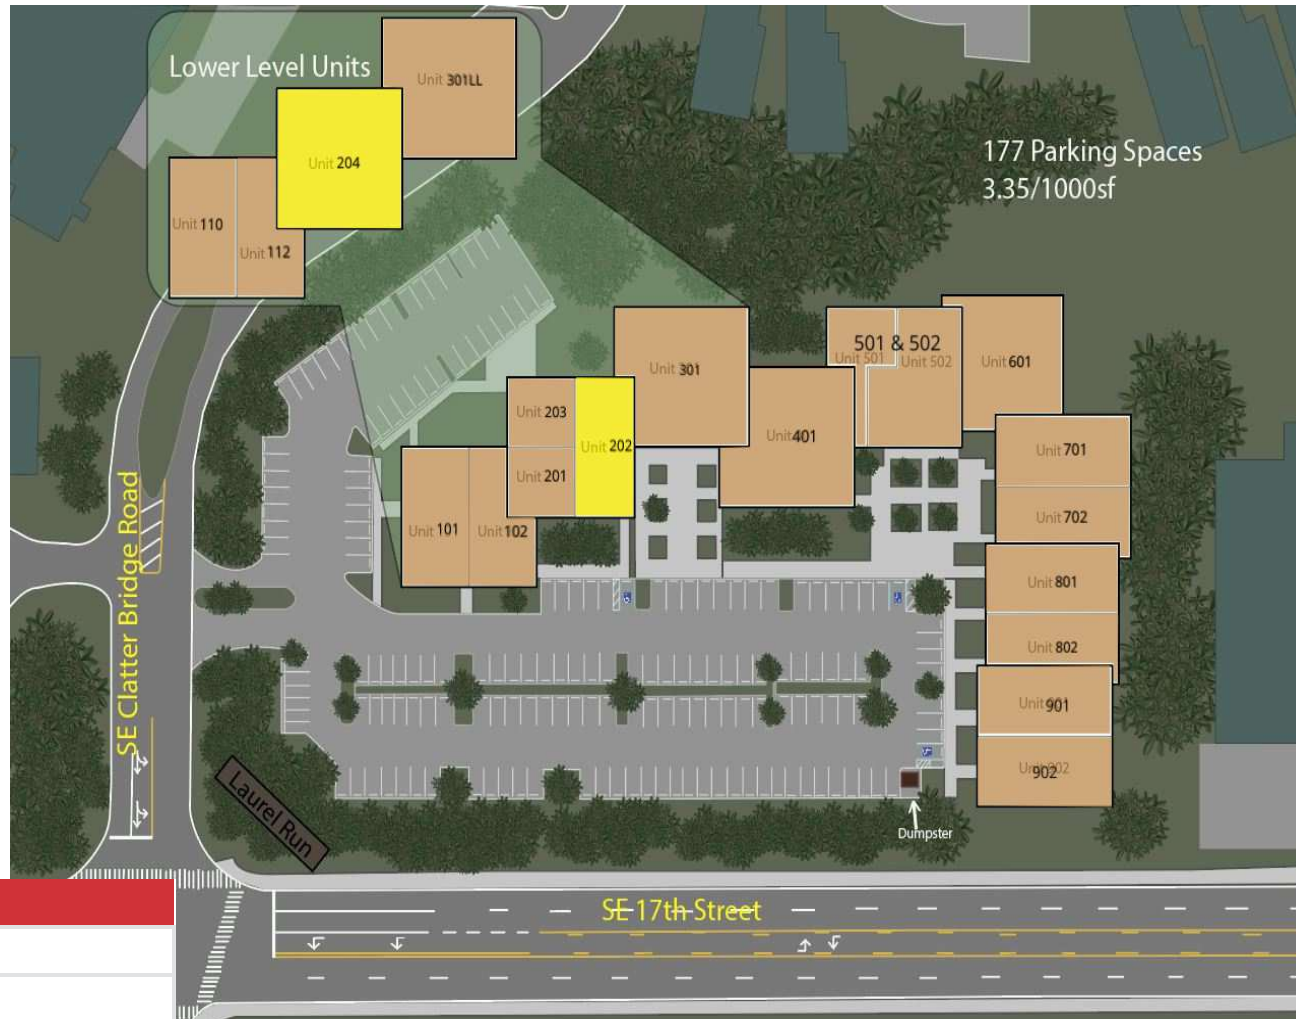 Lower Level Units
Unit 301LL
Unit 204
Unit 110
Unit 112
177 Parking Spaces
3.35/1000sf
501 & 502
Unit 501
Unit 502
Unit 601
Unit 301
Unit 203
Unit 202
Unit 401
Unit 701
Unit 201
Unit 702
Unit 101
Unit 102
Unit 801
Unit 802
Unit 901
Unit 902
SE Clatter Bridge Road
Laurel Run
Dumpster
SE 17th Street